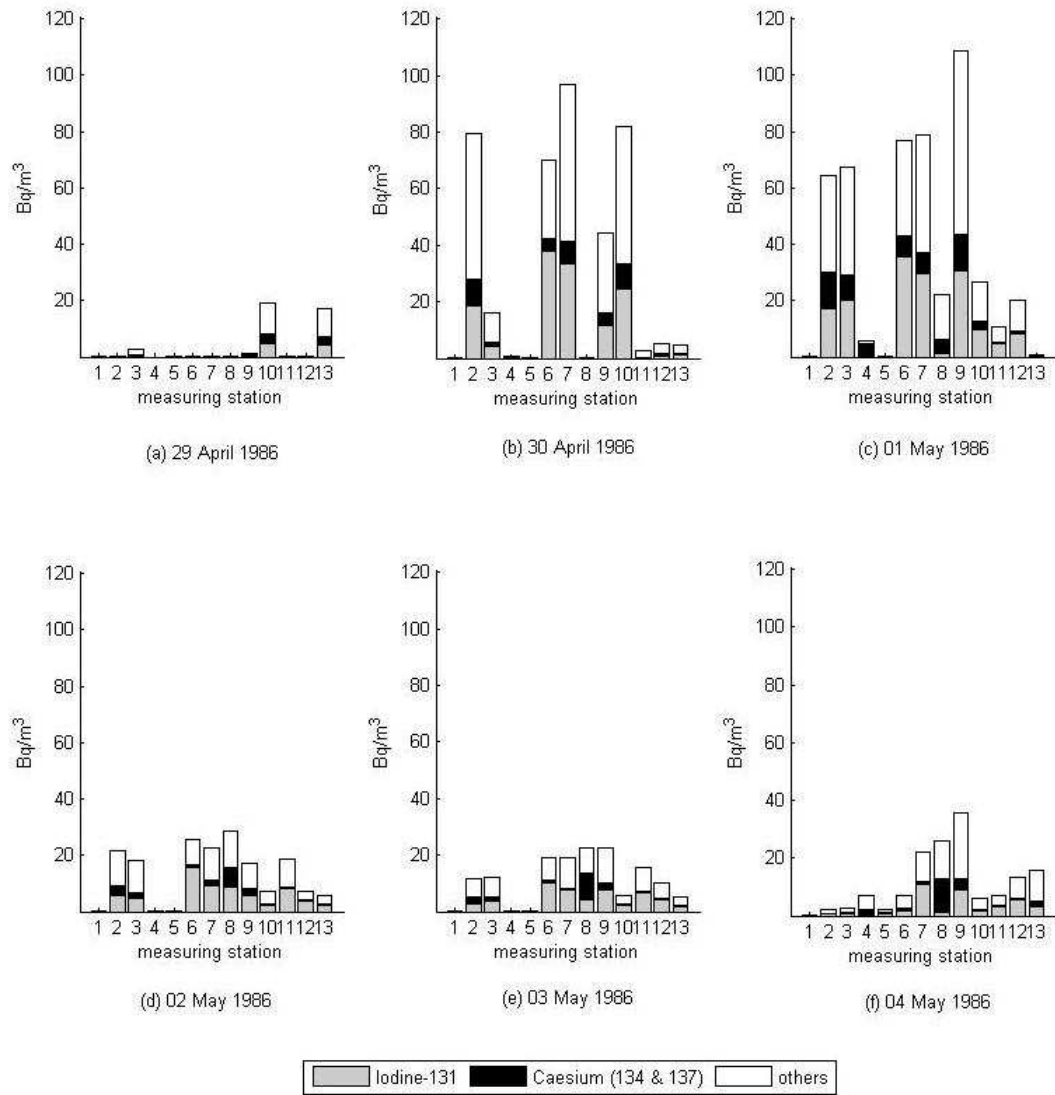 120
100
80
60
40
20
Bq/m³
1 2 3 4 5 6 7 8 9 10 11 12 13
measuring station
(a) 29 April 1986
120
100
80
60
40
20
Bq/m³
1 2 3 4 5 6 7 8 9 10 11 12 13
measuring station
(b) 30 April 1986
120
100
80
60
40
20
Bq/m³
1 2 3 4 5 6 7 8 9 10 11 12 13
measuring station
(c) 01 May 1986
120
100
80
60
40
20
Bq/m³
1 2 3 4 5 6 7 8 9 10 11 12 13
measuring station
(d) 02 May 1986
120
100
80
60
40
20
Bq/m³
1 2 3 4 5 6 7 8 9 10 11 12 13
measuring station
(e) 03 May 1986
120
100
80
60
40
20
Bq/m³
1 2 3 4 5 6 7 8 9 10 11 12 13
measuring station
(f) 04 May 1986
Iodine-131 Caesium (134 & 137) others